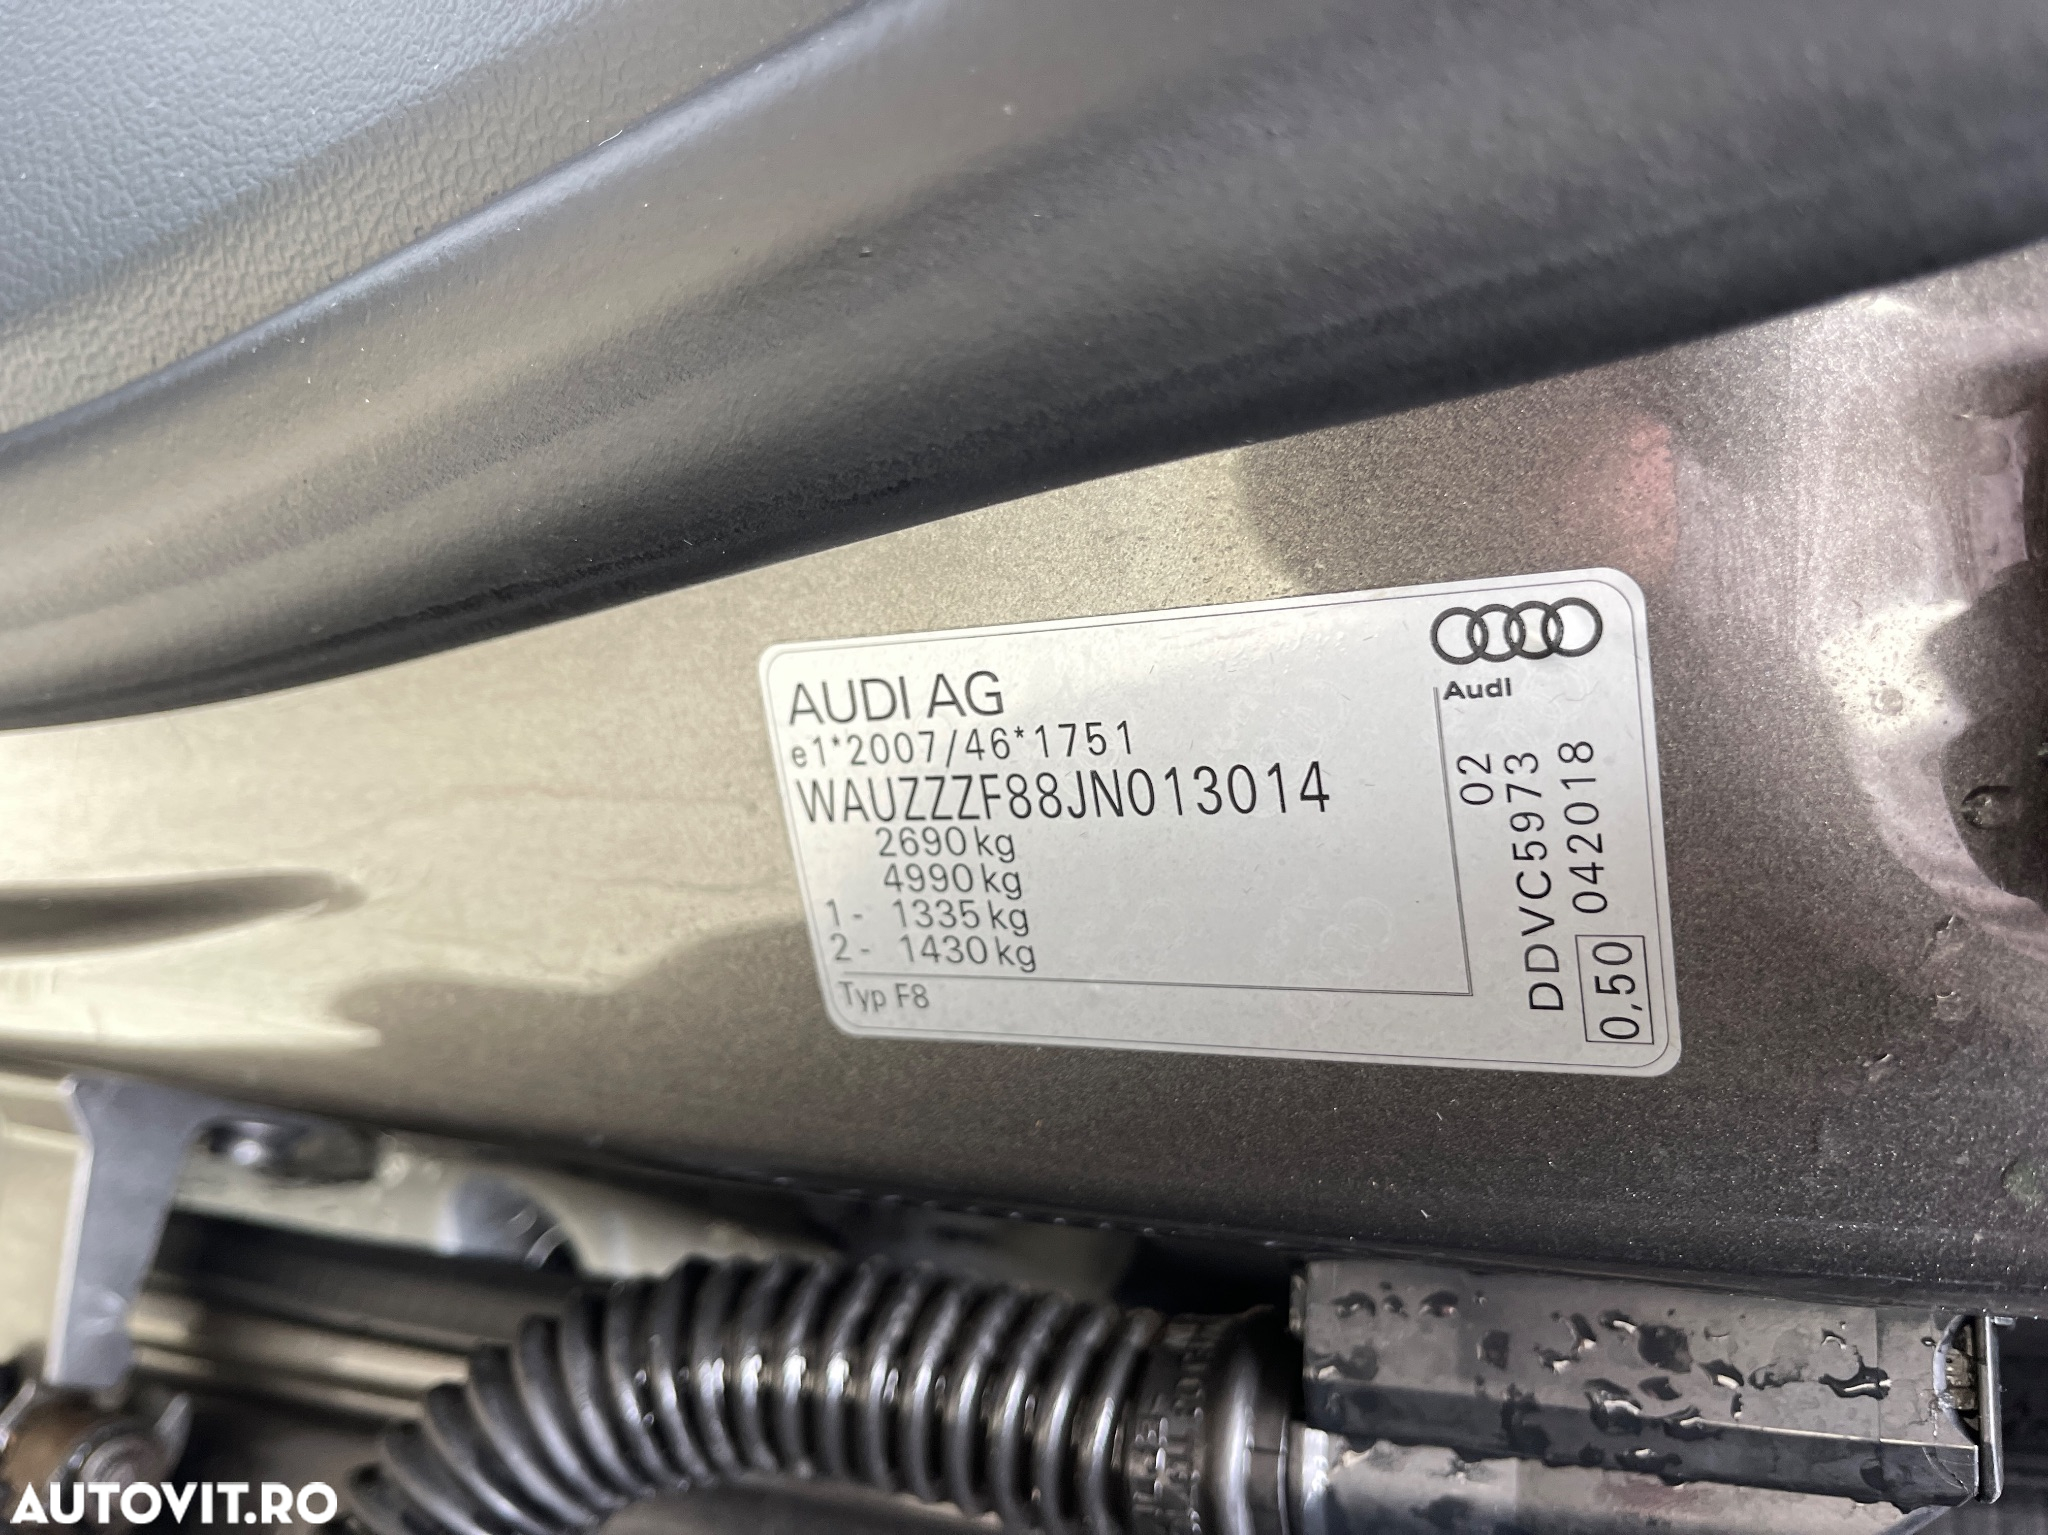 AUDI AG
e1*2007/46*1751
WAUZZZF88JN013014
2690 kg
4990 kg
1- 1335 kg
2- 1430 kg
Typ F8
Audi
02
DDVC5973
0,50 042018
AUTOVIT.RO